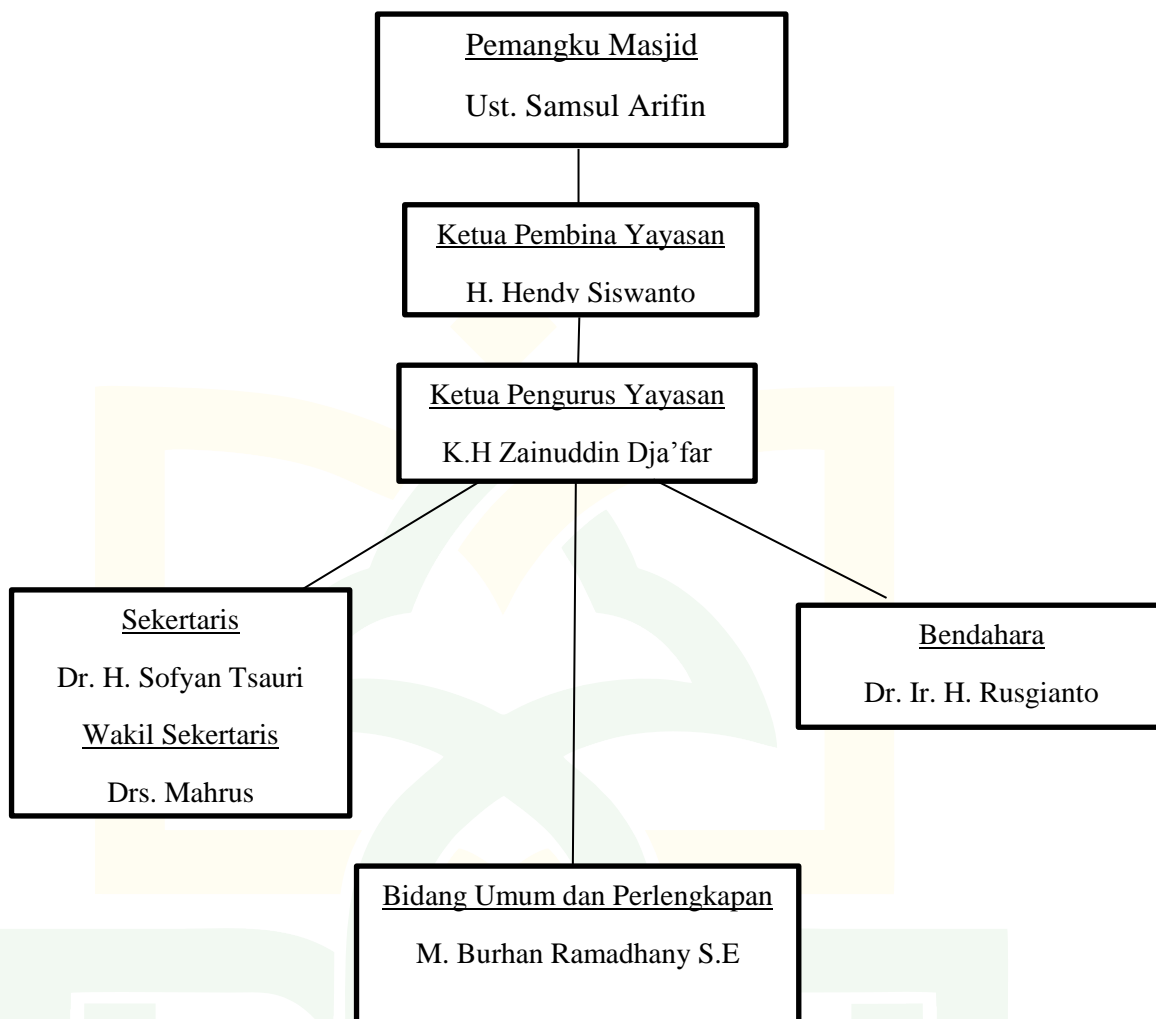 Pemangku Masjid
Ust. Samsul Arifin
Ketua Pembina Yayasan
H. Hendy Siswanto
Ketua Pengurus Yayasan
K.H Zainuddin Dja’far
Sekertaris
Dr. H. Sofyan Tsauri
Wakil Sekertaris
Drs. Mahrus
Bendahara
Dr. Ir. H. Rusgianto
Bidang Umum dan Perlengkapan
M. Burhan Ramadhany S.E